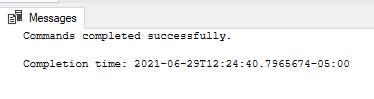 Messages
Commands completed successfully.
Completion time: 2021-06-29T12:24:40.7965674-05:00